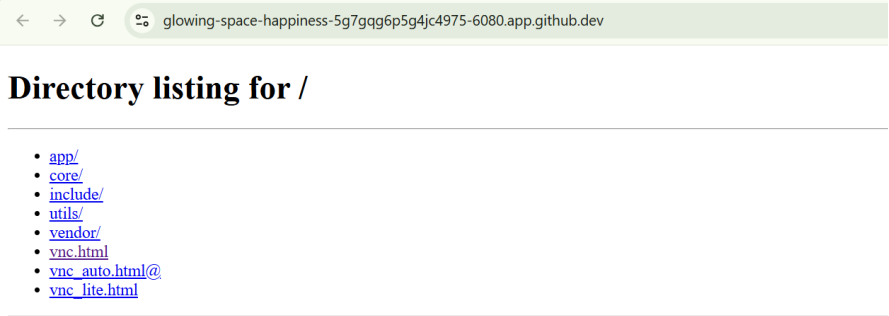 glowing-space-happiness-5g7gqg6p5g4jc4975-6080.app.github.dev
Directory listing for /
app/
core/
include/
utils/
vendor/
vnc.html
vnc_auto.html@
vnc_lite.html